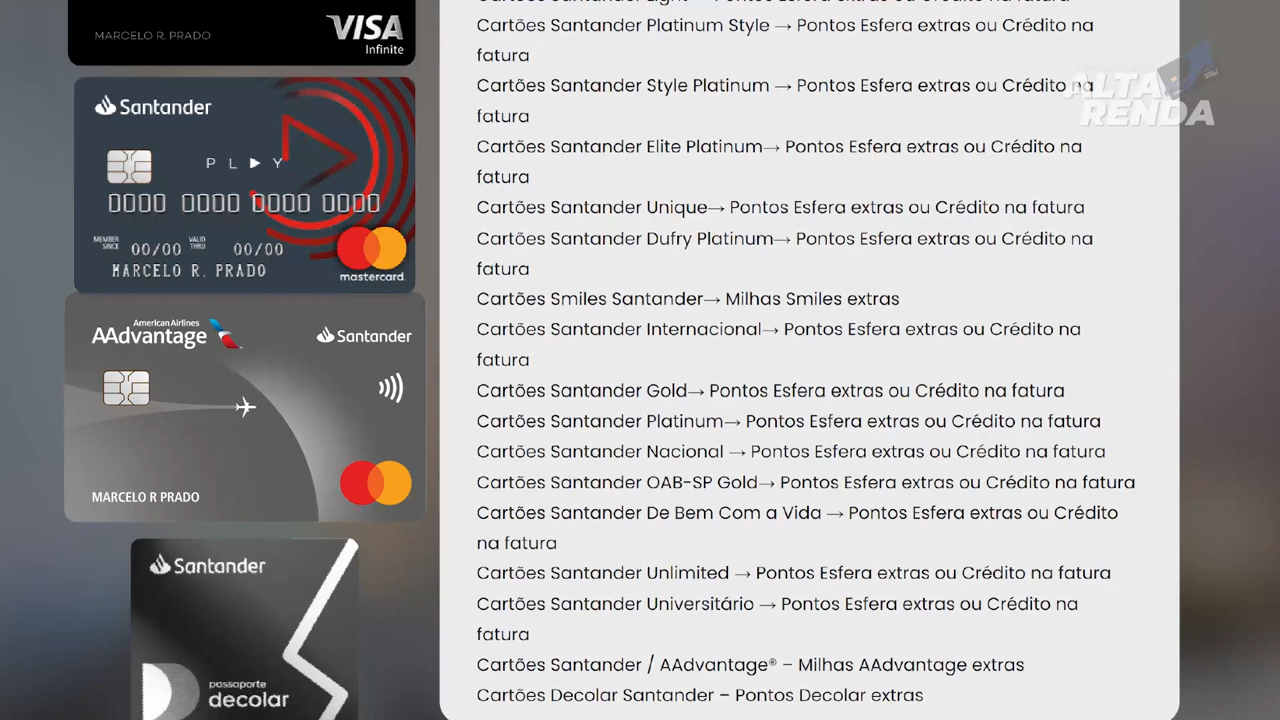 MARCELO R. PRADO
VISA
Infinite
Santander
PLAY
0000 0000 0000 0000
MEMBER SINCE 00/00 VALID THRU 00/00
MARCELO R. PRADO
mastercard.
American Airlines
AAdvantage
Santander
MARCELO R PRADO
Santander
passaporte
decolar
Cartões Santander Platinum Style → Pontos Esfera extras ou Crédito na
fatura
Cartões Santander Style Platinum → Pontos Esfera extras ou Crédito na
fatura
Cartões Santander Elite Platinum→ Pontos Esfera extras ou Crédito na
fatura
Cartões Santander Unique→ Pontos Esfera extras ou Crédito na fatura
Cartões Santander Dufry Platinum→ Pontos Esfera extras ou Crédito na
fatura
Cartões Smiles Santander→ Milhas Smiles extras
Cartões Santander Internacional→ Pontos Esfera extras ou Crédito na
fatura
Cartões Santander Gold→ Pontos Esfera extras ou Crédito na fatura
Cartões Santander Platinum→ Pontos Esfera extras ou Crédito na fatura
Cartões Santander Nacional → Pontos Esfera extras ou Crédito na fatura
Cartões Santander OAB-SP Gold→ Pontos Esfera extras ou Crédito na fatura
Cartões Santander De Bem Com a Vida → Pontos Esfera extras ou Crédito
na fatura
Cartões Santander Unlimited → Pontos Esfera extras ou Crédito na fatura
Cartões Santander Universitário → Pontos Esfera extras ou Crédito na
fatura
Cartões Santander / AAdvantage® – Milhas AAdvantage extras
Cartões Decolar Santander – Pontos Decolar extras
ALTA
RENDA